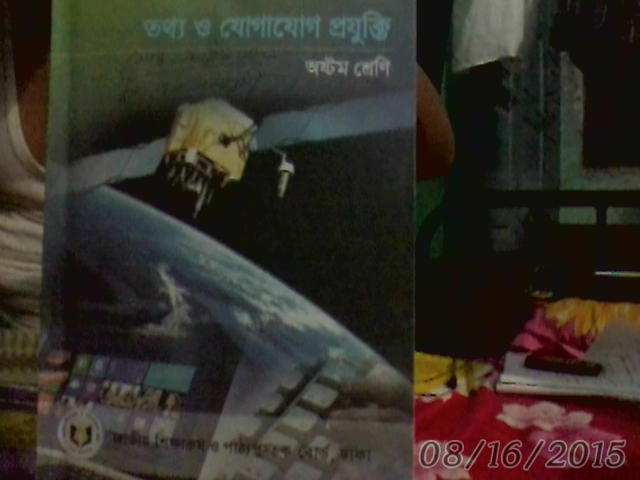 তথ্য ও যোগাযোগ প্রযুক্তি
অষ্টম শ্রেণি
জাতীয় শিক্ষাক্রম ও পাঠ্যপুস্তক বোর্ড, ঢাকা
08/16/2015